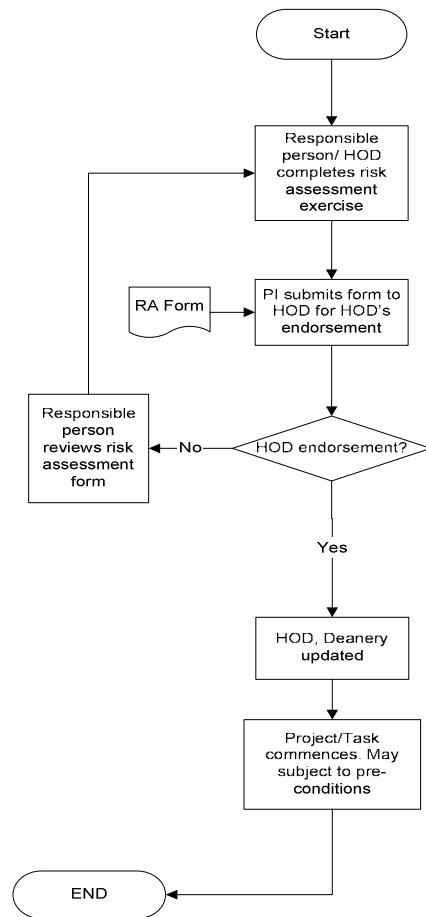 Start
Responsible
person/ HOD
completes risk
assessment
exercise
RA Form
PI submits form to
HOD for HOD's
endorsement
HOD endorsement?
No
Responsible
person
reviews risk
assessment
form
Yes
HOD, Deanery
updated
Project/Task
commences. May
subject to pre-
conditions
END